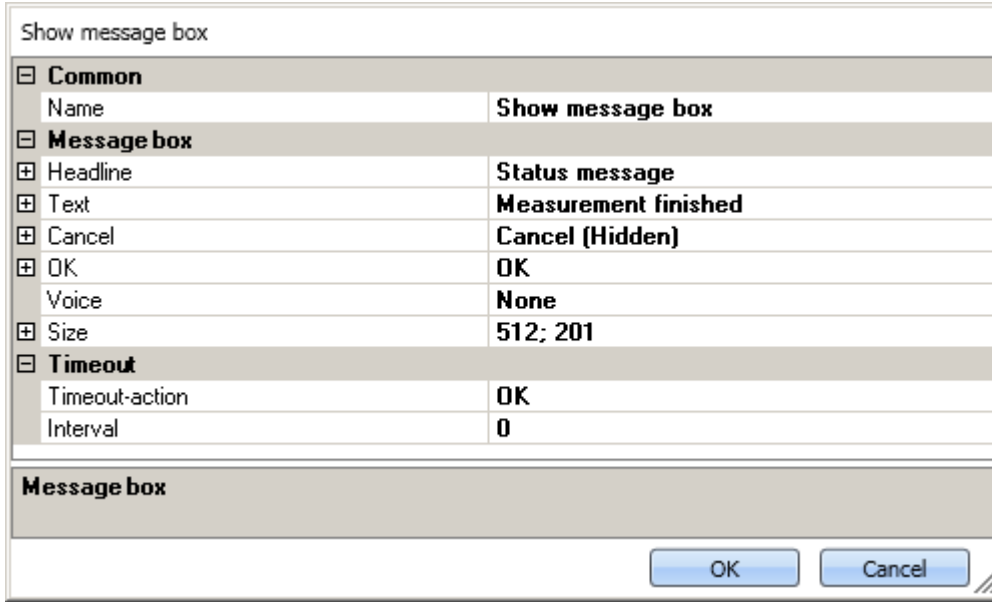 Show message box
Common
Name Show message box
Message box
Headline Status message
Text Measurement finished
Cancel Cancel (Hidden)
OK OK
Voice None
Size 512; 201
Timeout
Timeout-action OK
Interval 0
Message box
OK Cancel